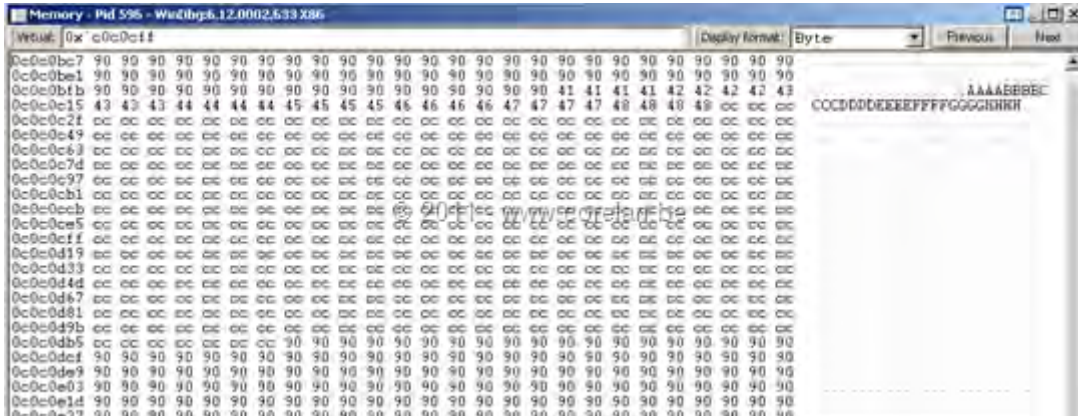 Memory - Pid 596 - WinDbg:6.12.0002.633 X86
Virtual: 0x`c0c0cff Display format: Byte Previous Next
0c0c0bc7 90 90 90 90 90 90 90 90 90 90 90 90 90 90 90 90 90 90 90 90 90 90 90 90 90 90
0c0c0be1 90 90 90 90 90 90 90 90 90 90 90 90 90 90 90 90 90 90 90 90 90 90 90 90 90 90
0c0c0bfb 90 90 90 90 90 90 90 90 90 90 90 90 90 90 90 90 90 41 41 41 41 42 42 42 42 43 .AAAABBBBC
0c0c0c15 43 43 43 44 44 44 44 45 45 45 45 46 46 46 46 47 47 47 47 48 48 48 48 cc cc cc CCCDDDDEEEEFFFFGGGGHHHH
0c0c0c2f cc cc cc cc cc cc cc cc cc cc cc cc cc cc cc cc cc cc cc cc cc cc cc cc cc cc
0c0c0c49 cc cc cc cc cc cc cc cc cc cc cc cc cc cc cc cc cc cc cc cc cc cc cc cc cc cc
0c0c0c63 cc cc cc cc cc cc cc cc cc cc cc cc cc cc cc cc cc cc cc cc cc cc cc cc cc cc
0c0c0c7d cc cc cc cc cc cc cc cc cc cc cc cc cc cc cc cc cc cc cc cc cc cc cc cc cc cc
0c0c0c97 cc cc cc cc cc cc cc cc cc cc cc cc cc cc cc cc cc cc cc cc cc cc cc cc cc cc
0c0c0cb1 cc cc cc cc cc cc cc cc cc cc cc cc cc cc cc cc cc cc cc cc cc cc cc cc cc cc
0c0c0ccb cc cc cc cc cc cc cc cc cc cc cc cc cc cc cc cc cc cc cc cc cc cc cc cc cc cc
© 2011 - www.corelan.be
0c0c0ce5 cc cc cc cc cc cc cc cc cc cc cc cc cc cc cc cc cc cc cc cc cc cc cc cc cc cc
0c0c0cff cc cc cc cc cc cc cc cc cc cc cc cc cc cc cc cc cc cc cc cc cc cc cc cc cc cc
0c0c0d19 cc cc cc cc cc cc cc cc cc cc cc cc cc cc cc cc cc cc cc cc cc cc cc cc cc cc
0c0c0d33 cc cc cc cc cc cc cc cc cc cc cc cc cc cc cc cc cc cc cc cc cc cc cc cc cc cc
0c0c0d4d cc cc cc cc cc cc cc cc cc cc cc cc cc cc cc cc cc cc cc cc cc cc cc cc cc cc
0c0c0d67 cc cc cc cc cc cc cc cc cc cc cc cc cc cc cc cc cc cc cc cc cc cc cc cc cc cc
0c0c0d81 cc cc cc cc cc cc cc cc cc cc cc cc cc cc cc cc cc cc cc cc cc cc cc cc cc cc
0c0c0d9b cc cc cc cc cc cc cc cc cc cc cc cc cc cc cc cc cc cc cc cc cc cc cc cc cc cc
0c0c0db5 cc cc cc cc cc cc cc 90 90 90 90 90 90 90 90 90 90 90 90 90 90 90 90 90 90 90
0c0c0dcf 90 90 90 90 90 90 90 90 90 90 90 90 90 90 90 90 90 90 90 90 90 90 90 90 90 90
0c0c0de9 90 90 90 90 90 90 90 90 90 90 90 90 90 90 90 90 90 90 90 90 90 90 90 90 90 90
0c0c0e03 90 90 90 90 90 90 90 90 90 90 90 90 90 90 90 90 90 90 90 90 90 90 90 90 90 90
0c0c0e1d 90 90 90 90 90 90 90 90 90 90 90 90 90 90 90 90 90 90 90 90 90 90 90 90 90 90